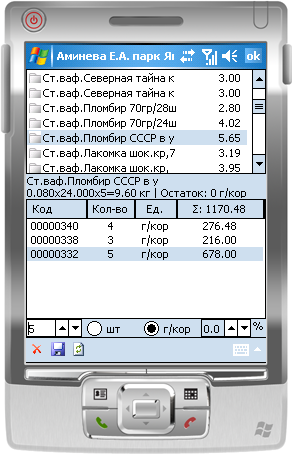 Аминева Е.А. парк Яг ok
Ст.ваф.Северная тайна к 3.00
Ст.ваф.Семерочка к 3.00
Ст.ваф.Пломбир 70гр/28ш 2.80
Ст.ваф.Пломбир 70гр/24ш 4.02
Ст.ваф.Пломбир СССР в у 5.65
Ст.ваф.Лакомка шок.кр,7 3.19
Ст.ваф.Лакомка шок.кр, 3.95
Ст.ваф.Пломбир СССР в у
0.080x24.000x5=9.60 кг | Остаток: 0 г/кор
Код Кол-во Ед. Σ: 1170.48
00000340 4 г/кор 276.48
00000338 3 г/кор 216.00
00000332 5 г/кор 678.00
5 шт г/кор 0.0 %